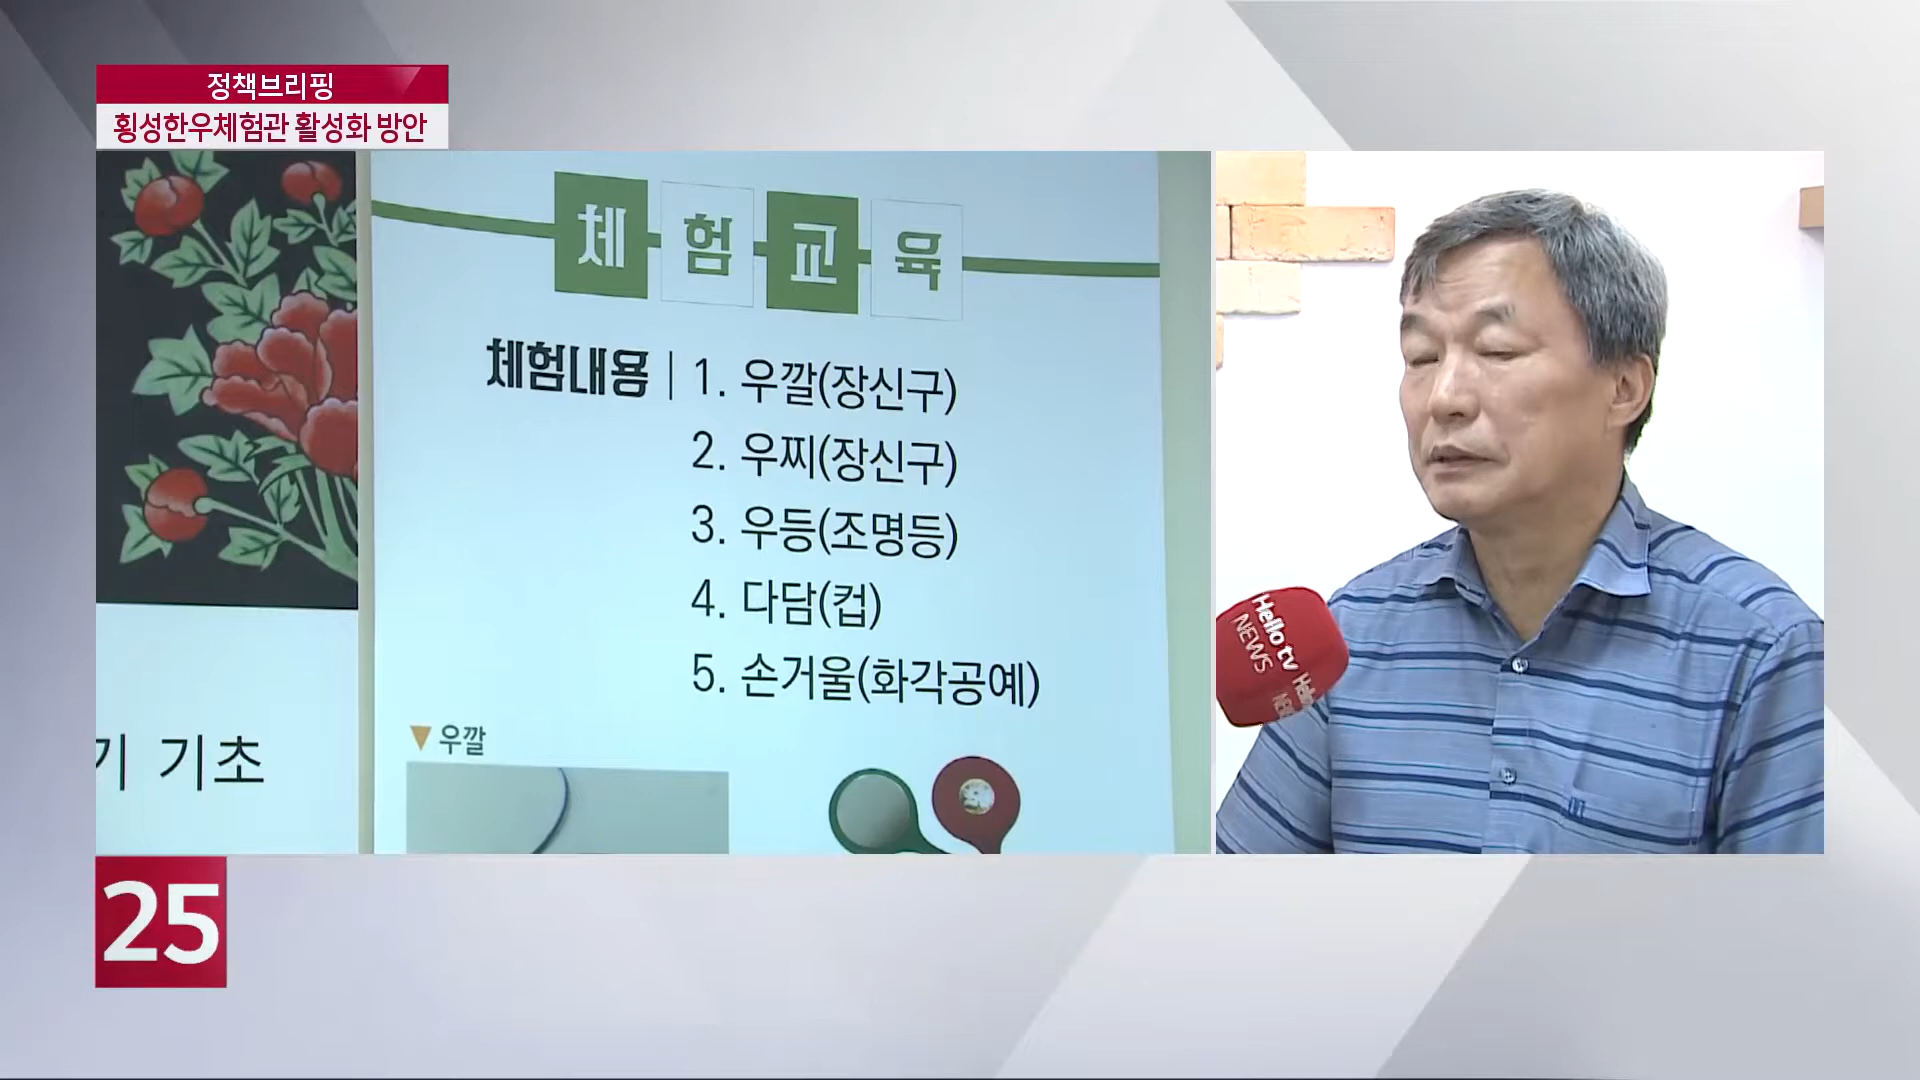 정책브리핑
횡성한우체험관 활성화 방안
체험교육
체험내용 | 1. 우깔(장신구)
2. 우찌(장신구)
3. 우등(조명등)
4. 다담(컵)
5. 손거울(화각공예)
▼ 우깔
기 기초
Hello tv
NEWS
25